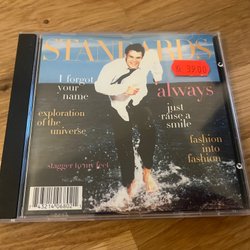 STANDARDS
I forgot
your
name
always
exploration
of the
universe
just
raise a
smile
fashion
into
fashion
stagger to my feet